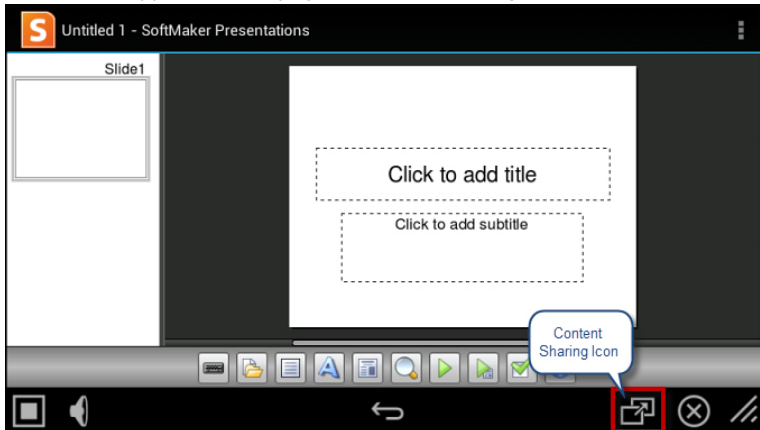 S Untitled 1 - SoftMaker Presentations
Slide1
Click to add title
Click to add subtitle
Content
Sharing Icon